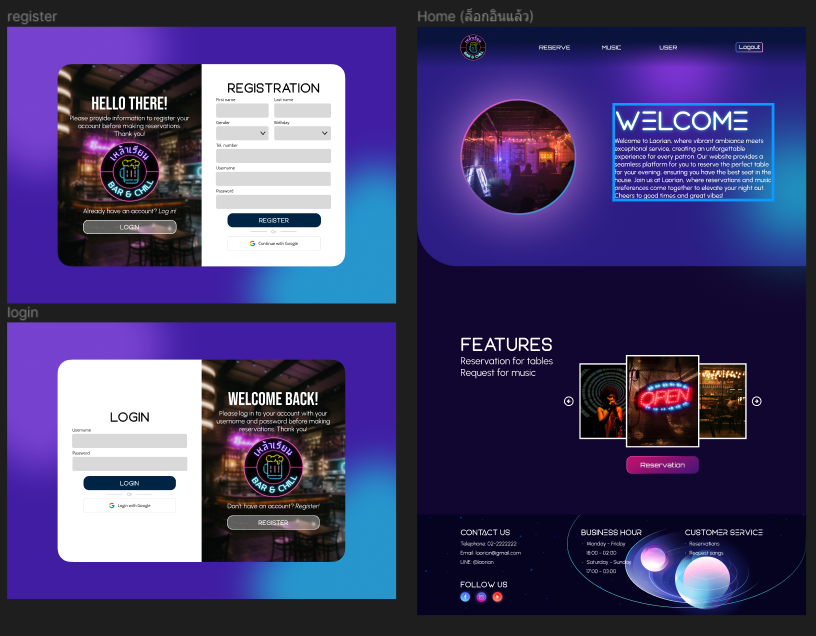 register
HELLO THERE!
Please provide information to register your
account before making reservations.
Thank you!
เหล้าเรียน
BAR & CHILL
Already have an account? Log in!
LOGIN
REGISTRATION
First name
Last name
Gender
Birthday
Tel. number
Username
Password
REGISTER
Or
Continue with Google
login
LOGIN
Username
Password
LOGIN
Or
Login with Google
WELCOME BACK!
Please log in to your account with your
username and password before making
reservations. Thank you!
เหล้าเรียน
BAR & CHILL
Don't have an account? Register!
REGISTER
Home (ล็อกอินแล้ว)
เหล้าเรียน
BAR & CHILL
RESERVE
MUSIC
USER
Logout
WELCOME
Welcome to Laorian, where vibrant ambiance meets
exceptional service, creating an unforgettable
experience for every patron. Our website provides a
seamless platform for you to reserve the perfect table
for your evening, ensuring you have the best seat in the
house. Join us at Laorian, where reservations and music
preferences come together to elevate your night out.
Cheers to good times and great vibes!
FEATURES
Reservation for tables
Request for music
OPEN
Reservation
CONTACT US
Telephone: 02-2222222
Email: laorian@gmail.com
LINE: @laorian
FOLLOW US
BUSINESS HOUR
Monday - Friday
18:00 - 02:00
Saturday - Sunday
17:00 - 03:00
CUSTOMER SERVICE
Reservations
Request songs